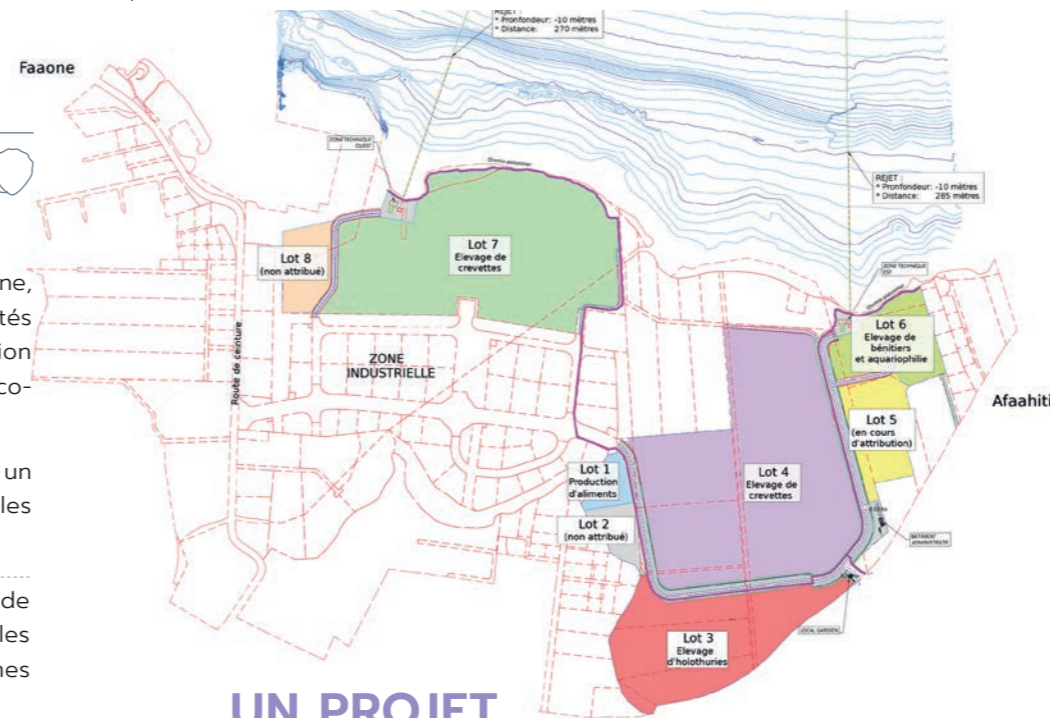 REJET :
* Pronfondeur: -10 mètres
* Distance: 270 mètres
Faaone
ZONE TECHNIQUE
OUEST
Chemin piétonnier
REJET :
* Pronfondeur: -10 mètres
* Distance: 285 mètres
Lot 7
Elevage de
crevettes
Lot 8
(non attribué)
ZONE TECHNIQUE
EST
Chemin piétonnier
ne,
tés
ion
co-
un
les
de
les
nes
Route de ceinture
ZONE
INDUSTRIELLE
Lot 6
Elevage de
bénitiers
et aquariophilie
Afaahiti
Lot 5
(en cours
d'attribution)
Lot 1
Production
d'aliments
Lot 4
Elevage de
crevettes
Lot 2
(non attribué)
BATIMENT
ADMINISTRATIF
LOCAL GARDIEN
Lot 3
Elevage
d'holothuries
UN PROJET